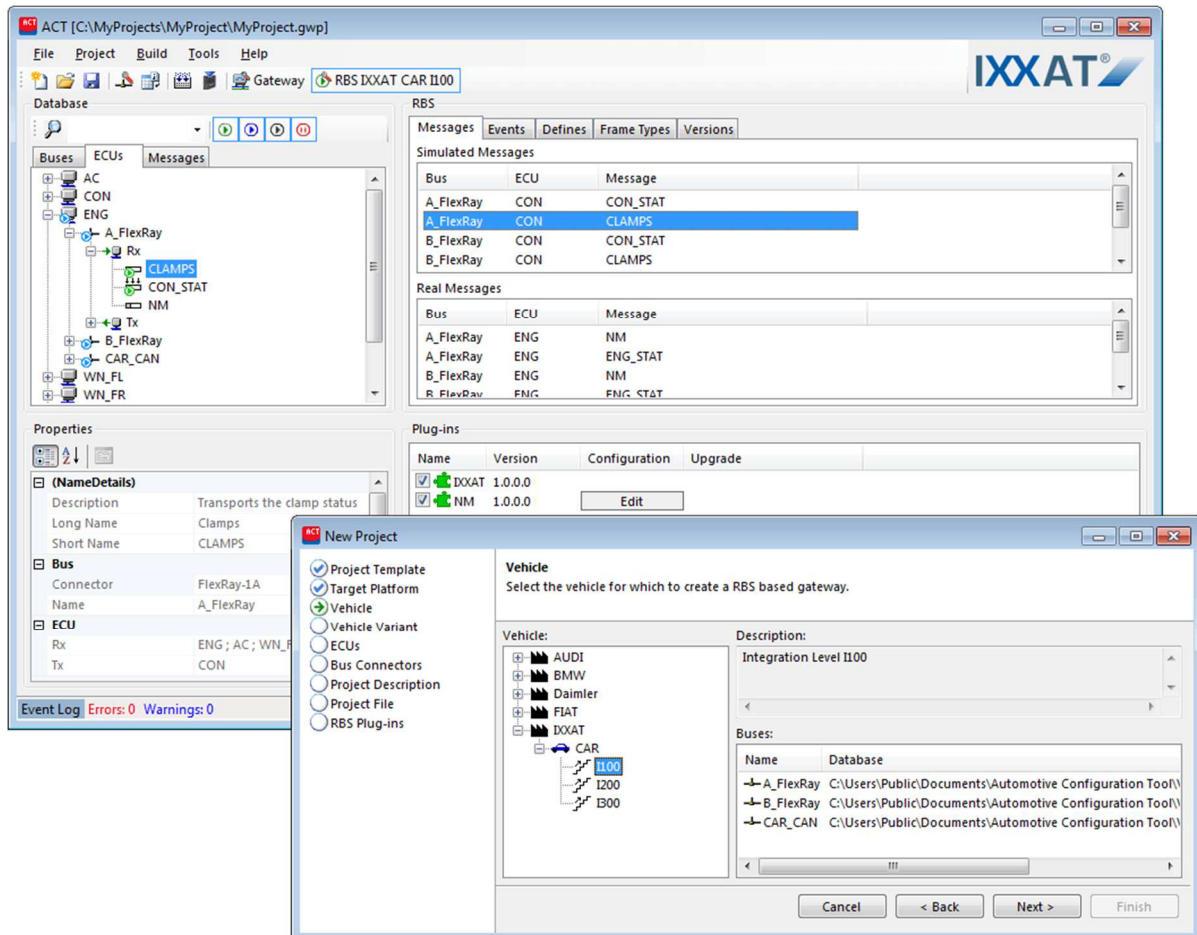 ACT [C:\MyProjects\MyProject\MyProject.gwp]
File Project Build Tools Help
IXXAT®
Gateway RBS IXXAT CAR I100
Database
Buses ECUs Messages
AC
CON
ENG
A_FlexRay
Rx
CLAMPS
CON_STAT
NM
Tx
B_FlexRay
CAR_CAN
WN_FL
WN_FR
RBS
Messages Events Defines Frame Types Versions
Simulated Messages
Bus ECU Message
A_FlexRay CON CON_STAT
A_FlexRay CON CLAMPS
B_FlexRay CON CON_STAT
B_FlexRay CON CLAMPS
Real Messages
Bus ECU Message
A_FlexRay ENG NM
A_FlexRay ENG ENG_STAT
B_FlexRay ENG NM
B_FlexRay ENG ENG_STAT
Properties
(NameDetails)
Description Transports the clamp status
Long Name Clamps
Short Name CLAMPS
Bus
Connector FlexRay-1A
Name A_FlexRay
ECU
Rx ENG ; AC ; WN_F
Tx CON
Plug-ins
Name Version Configuration Upgrade
IXXAT 1.0.0.0
NM 1.0.0.0 Edit
Event Log Errors: 0 Warnings: 0
ACT New Project
Project Template
Target Platform
Vehicle
Vehicle Variant
ECUs
Bus Connectors
Project Description
Project File
RBS Plug-ins
Vehicle
Select the vehicle for which to create a RBS based gateway.
Vehicle:
AUDI
BMW
Daimler
FIAT
IXXAT
CAR
I100
I200
I300
Description:
Integration Level I100
Buses:
Name Database
A_FlexRay C:\Users\Public\Documents\Automotive Configuration Tool\
B_FlexRay C:\Users\Public\Documents\Automotive Configuration Tool\
CAR_CAN C:\Users\Public\Documents\Automotive Configuration Tool\
Cancel < Back Next > Finish